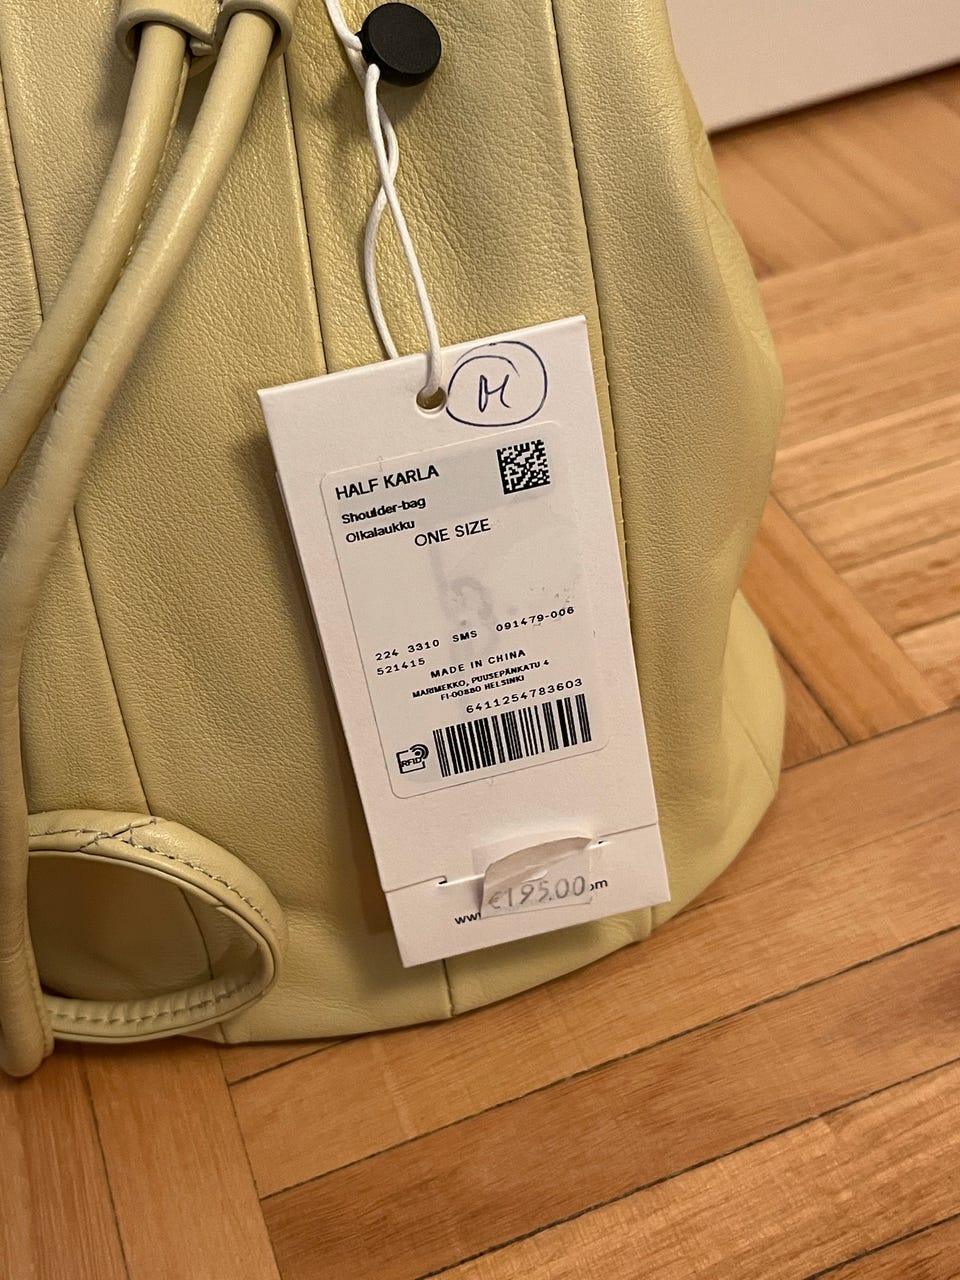 HALF KARLA
Shoulder-bag
Olkalaukku
ONE SIZE
224 3310 SMS 091479-006
521415
MADE IN CHINA
MARIMEKKO, PUUSEPÄNKATU 4
FI-00880 HELSINKI
6411254783603
RFID
€195.00